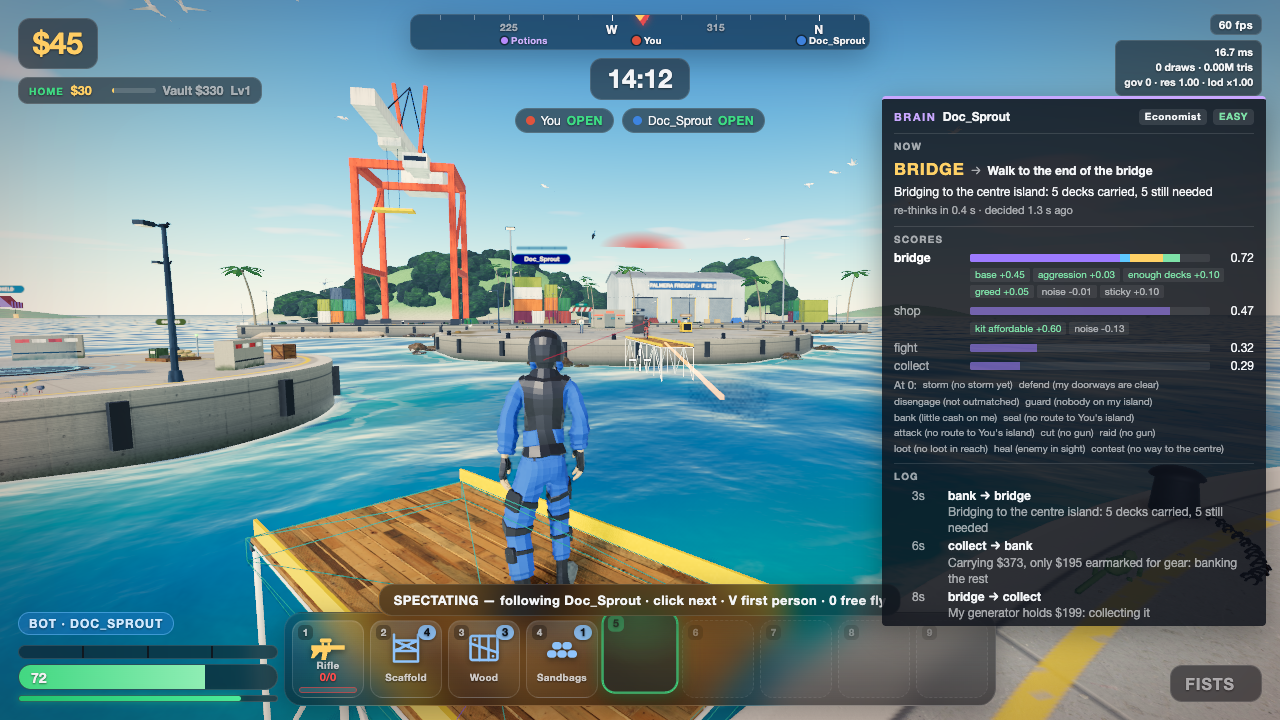 $45
HOME $30 Vault $330 Lv1
225 W 315 N
Potions You Doc_Sprout
14:12
You OPEN Doc_Sprout OPEN
60 fps
16.7 ms
0 draws · 0.00M tris
gov 0 · res 1.00 · lod ×1.00
BRAIN Doc_Sprout Economist EASY
NOW
BRIDGE → Walk to the end of the bridge
Bridging to the centre island: 5 decks carried, 5 still needed
re-thinks in 0.4 s · decided 1.3 s ago
SCORES
bridge 0.72
base +0.45 aggression +0.03 enough decks +0.10
greed +0.05 noise -0.01 sticky +0.10
shop 0.47
kit affordable +0.60 noise -0.13
fight 0.32
collect 0.29
At 0: storm (no storm yet) defend (my doorways are clear)
disengage (not outmatched) guard (nobody on my island)
bank (little cash on me) seal (no route to You's island)
attack (no route to You's island) cut (no gun) raid (no gun)
loot (no loot in reach) heal (enemy in sight) contest (no way to the centre)
LOG
3s bank → bridge
Bridging to the centre island: 5 decks carried, 5 still
needed
6s collect → bank
Carrying $373, only $195 earmarked for gear: banking
the rest
8s bridge → collect
My generator holds $199: collecting it
Doc_Sprout
PALMERA FREIGHT · PIER 
SPECTATING — following Doc_Sprout · click next · V first person · 0 free fly
BOT · DOC_SPROUT
72
1 2 4 3 3 4 1 5 6 7 8 9
Rifle Scaffold Wood Sandbags
0/0
FISTS